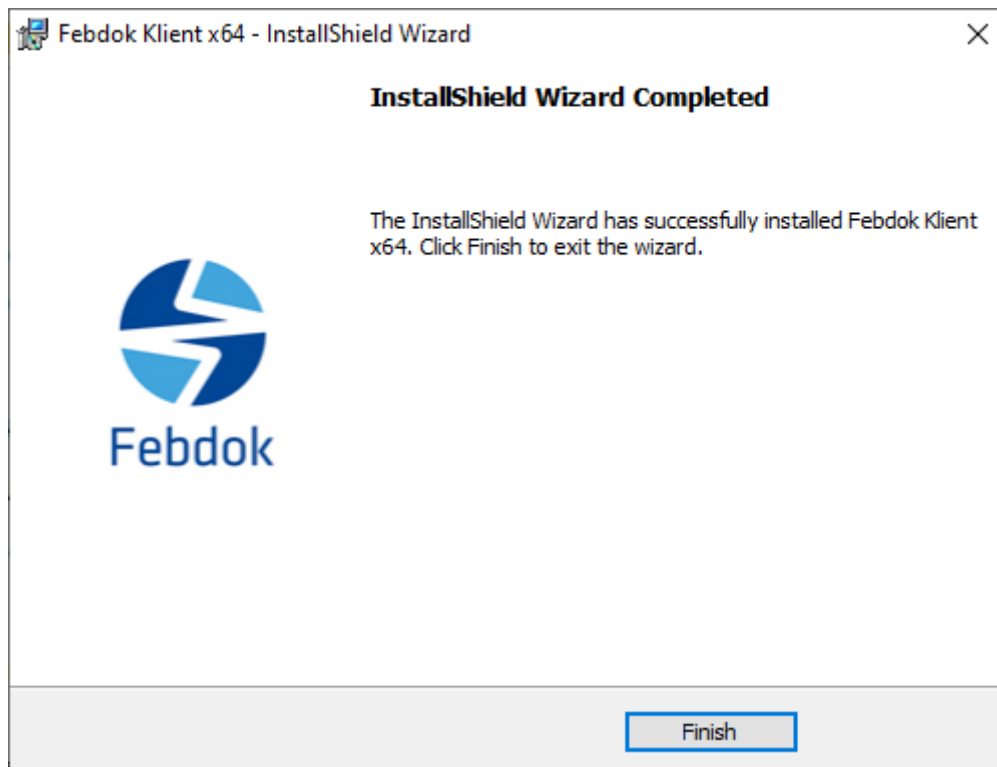 Febdok Klient x64 - InstallShield Wizard
InstallShield Wizard Completed
The InstallShield Wizard has successfully installed Febdok Klient
x64. Click Finish to exit the wizard.
Febdok
Finish